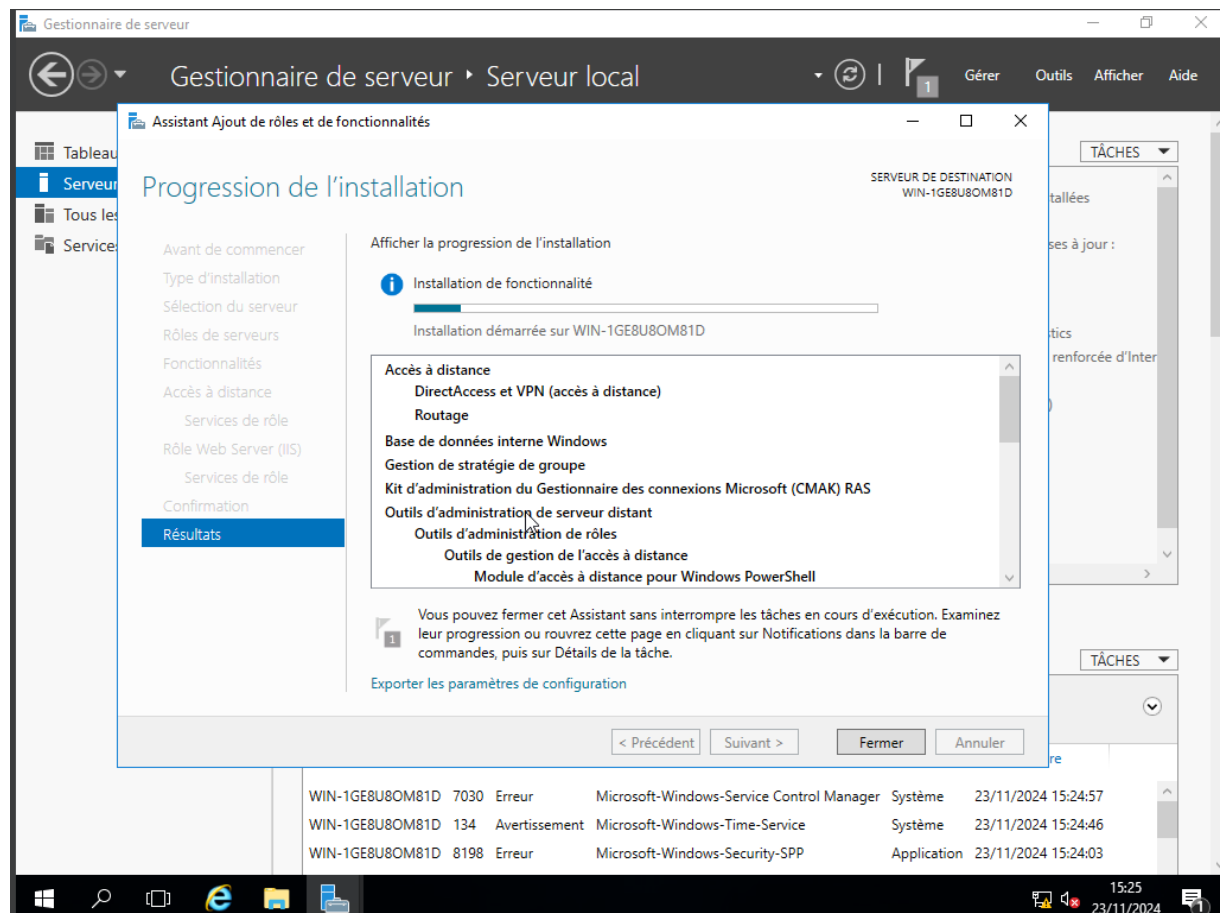 Gestionnaire de serveur
Gestionnaire de serveur ‣ Serveur local
1
Gérer Outils Afficher Aide
Tableau
Serveur
Tous les
Services
Assistant Ajout de rôles et de fonctionnalités
Progression de l'installation
SERVEUR DE DESTINATION
WIN-1GE8U8OM81D
Avant de commencer
Type d'installation
Sélection du serveur
Rôles de serveurs
Fonctionnalités
Accès à distance
Services de rôle
Rôle Web Server (IIS)
Services de rôle
Confirmation
Résultats
Afficher la progression de l'installation
Installation de fonctionnalité
Installation démarrée sur WIN-1GE8U8OM81D
Accès à distance
DirectAccess et VPN (accès à distance)
Routage
Base de données interne Windows
Gestion de stratégie de groupe
Kit d'administration du Gestionnaire des connexions Microsoft (CMAK) RAS
Outils d'administration de serveur distant
Outils d'administration de rôles
Outils de gestion de l'accès à distance
Module d'accès à distance pour Windows PowerShell
1
Vous pouvez fermer cet Assistant sans interrompre les tâches en cours d'exécution. Examinez
leur progression ou rouvrez cette page en cliquant sur Notifications dans la barre de
commandes, puis sur Détails de la tâche.
Exporter les paramètres de configuration
< Précédent Suivant > Fermer Annuler
TÂCHES
tallées
ses à jour :
tics
renforcée d'Inter
)
TÂCHES
re
WIN-1GE8U8OM81D 7030 Erreur Microsoft-Windows-Service Control Manager Système 23/11/2024 15:24:57
WIN-1GE8U8OM81D 134 Avertissement Microsoft-Windows-Time-Service Système 23/11/2024 15:24:46
WIN-1GE8U8OM81D 8198 Erreur Microsoft-Windows-Security-SPP Application 23/11/2024 15:24:03
15:25
23/11/2024
1